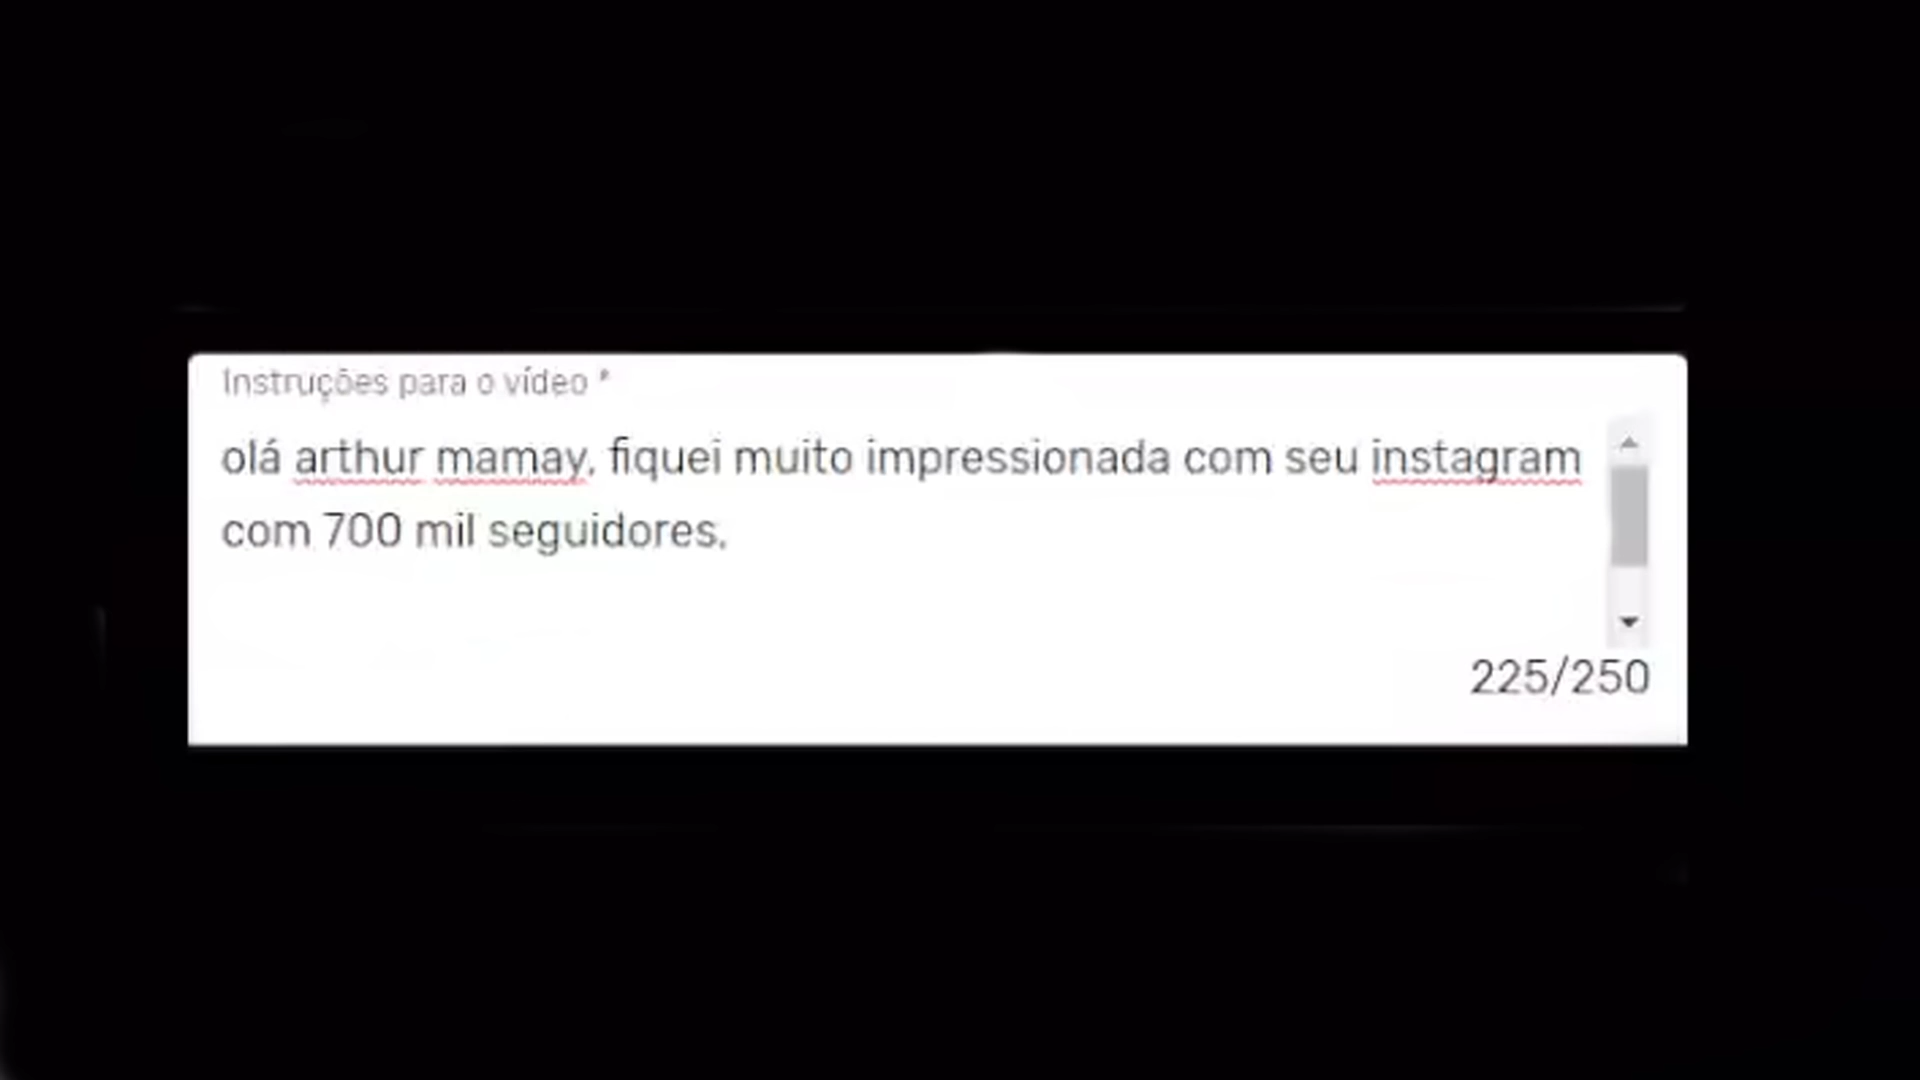 Instruções para o vídeo *
olá arthur mamay, fiquei muito impressionada com seu instagram
com 700 mil seguidores,
225/250